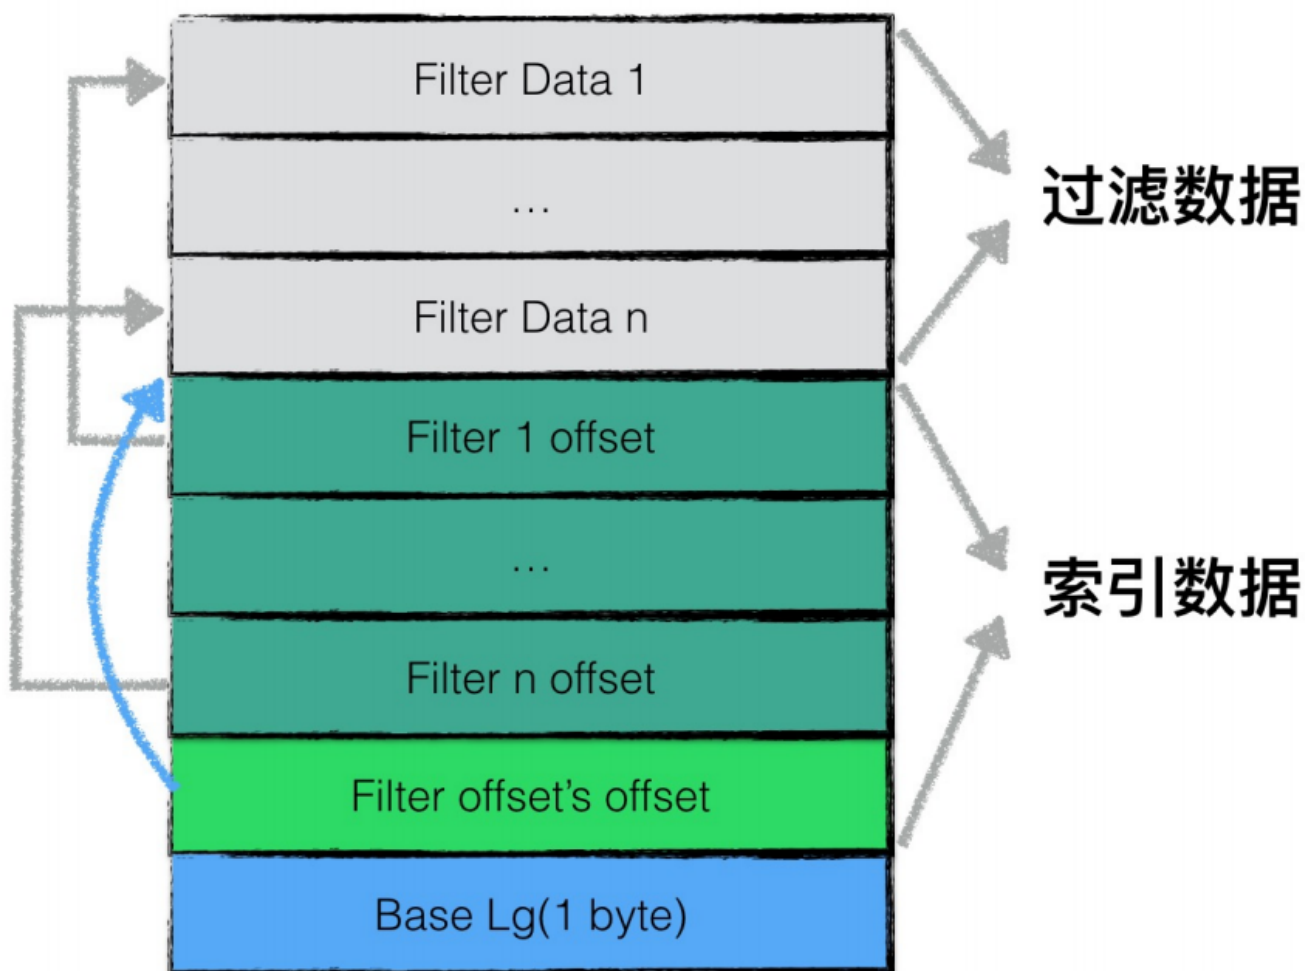 Filter Data 1
...
过滤数据
Filter Data n
Filter 1 offset
...
索引数据
Filter n offset
Filter offset’s offset
Base Lg(1 byte)